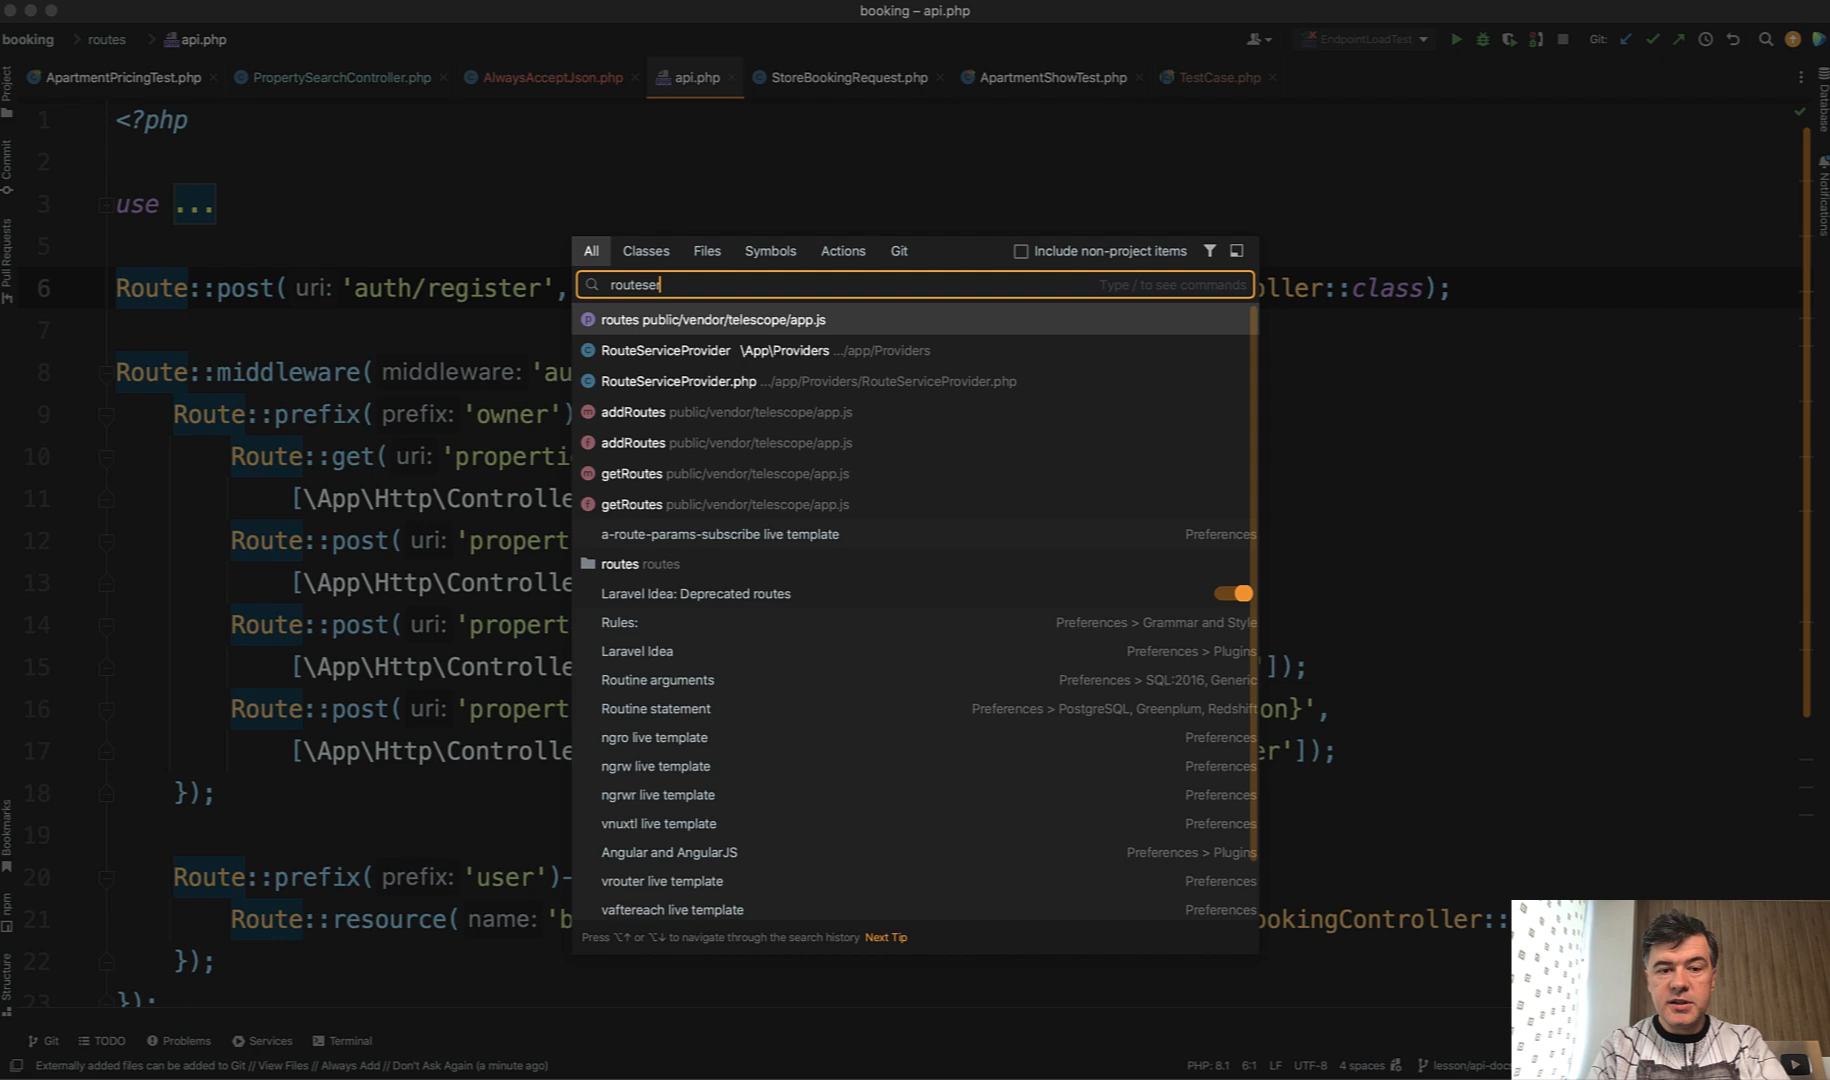 booking – api.php
booking routes api.php EndpointLoadTest Git:
ApartmentPricingTest.php PropertySearchController.php AlwaysAcceptJson.php api.php StoreBookingRequest.php ApartmentShowTest.php TestCase.php
Project
Commit
Pull Requests
Bookmarks
npm
Structure
Database
Notifications
1 <?php
2
3 use ...
5
6 Route::post( uri: 'auth/register', ller::class);
7
8 Route::middleware( middleware: 'au
9 Route::prefix( prefix: 'owner')
10 Route::get( uri: 'properti
11 [\App\Http\Controlle
12 Route::post( uri: 'propert
13 [\App\Http\Controlle
14 Route::post( uri: 'propert
15 [\App\Http\Controlle ']);
16 Route::post( uri: 'propert on}',
17 [\App\Http\Controlle er']);
18 });
19
20 Route::prefix( prefix: 'user')-
21 Route::resource( name: 'b ookingController::
22 });
23 });
All Classes Files Symbols Actions Git Include non-project items
routeser Type / to see commands
routes public/vendor/telescope/app.js
RouteServiceProvider \App\Providers .../app/Providers
RouteServiceProvider.php .../app/Providers/RouteServiceProvider.php
addRoutes public/vendor/telescope/app.js
addRoutes public/vendor/telescope/app.js
getRoutes public/vendor/telescope/app.js
getRoutes public/vendor/telescope/app.js
a-route-params-subscribe live template Preferences
routes routes
Laravel Idea: Deprecated routes
Rules: Preferences > Grammar and Style
Laravel Idea Preferences > Plugins
Routine arguments Preferences > SQL:2016, Generic
Routine statement Preferences > PostgreSQL, Greenplum, Redshift
ngro live template Preferences
ngrw live template Preferences
ngrwr live template Preferences
vnuxtl live template Preferences
Angular and AngularJS Preferences > Plugins
vrouter live template Preferences
vaftereach live template Preferences
Press ⌥↑ or ⌥↓ to navigate through the search history Next Tip
Git TODO Problems Services Terminal
Externally added files can be added to Git // View Files // Always Add // Don't Ask Again (a minute ago) PHP: 8.1 6:1 LF UTF-8 4 spaces lesson/api-docs